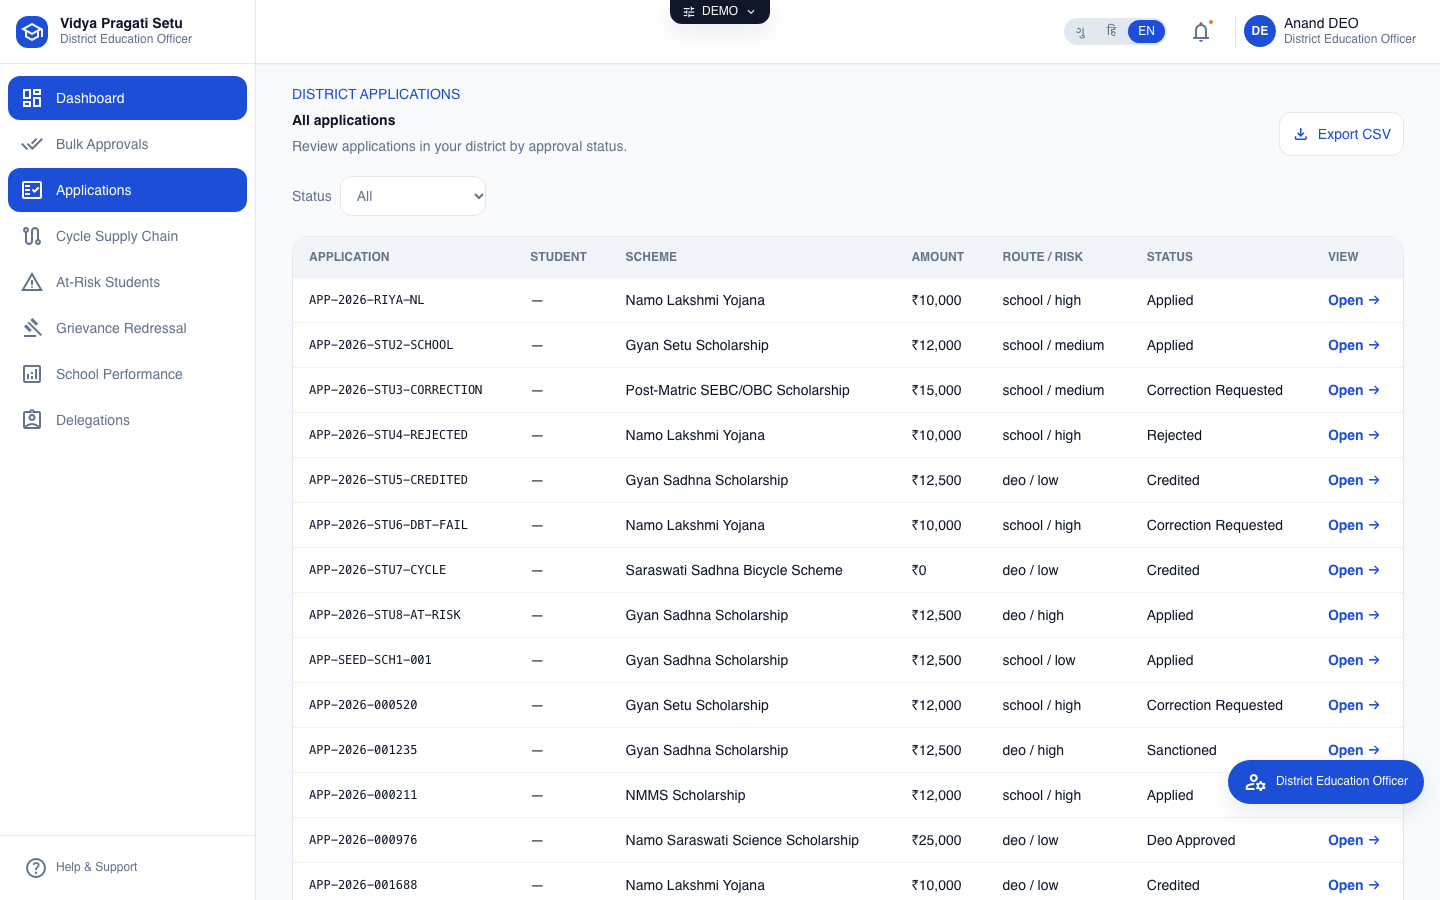 Vidya Pragati Setu
District Education Officer
DEMO
ગુ
हि
EN
DE
Anand DEO
District Education Officer
Dashboard
Bulk Approvals
Applications
Cycle Supply Chain
At-Risk Students
Grievance Redressal
School Performance
Delegations
Help & Support
DISTRICT APPLICATIONS
All applications
Review applications in your district by approval status.
Export CSV
Status All
APPLICATION STUDENT SCHEME AMOUNT ROUTE / RISK STATUS VIEW
APP-2026-RIYA-NL — Namo Lakshmi Yojana ₹10,000 school / high Applied Open →
APP-2026-STU2-SCHOOL — Gyan Setu Scholarship ₹12,000 school / medium Applied Open →
APP-2026-STU3-CORRECTION — Post-Matric SEBC/OBC Scholarship ₹15,000 school / medium Correction Requested Open →
APP-2026-STU4-REJECTED — Namo Lakshmi Yojana ₹10,000 school / high Rejected Open →
APP-2026-STU5-CREDITED — Gyan Sadhna Scholarship ₹12,500 deo / low Credited Open →
APP-2026-STU6-DBT-FAIL — Namo Lakshmi Yojana ₹10,000 school / high Correction Requested Open →
APP-2026-STU7-CYCLE — Saraswati Sadhna Bicycle Scheme ₹0 deo / low Credited Open →
APP-2026-STU8-AT-RISK — Gyan Sadhna Scholarship ₹12,500 deo / high Applied Open →
APP-SEED-SCH1-001 — Gyan Sadhna Scholarship ₹12,500 school / low Applied Open →
APP-2026-000520 — Gyan Setu Scholarship ₹12,000 school / high Correction Requested Open →
APP-2026-001235 — Gyan Sadhna Scholarship ₹12,500 deo / high Sanctioned Open →
APP-2026-000211 — NMMS Scholarship ₹12,000 school / high Applied
District Education Officer
APP-2026-000976 — Namo Saraswati Science Scholarship ₹25,000 deo / low Deo Approved Open →
APP-2026-001688 — Namo Lakshmi Yojana ₹10,000 deo / low Credited Open →